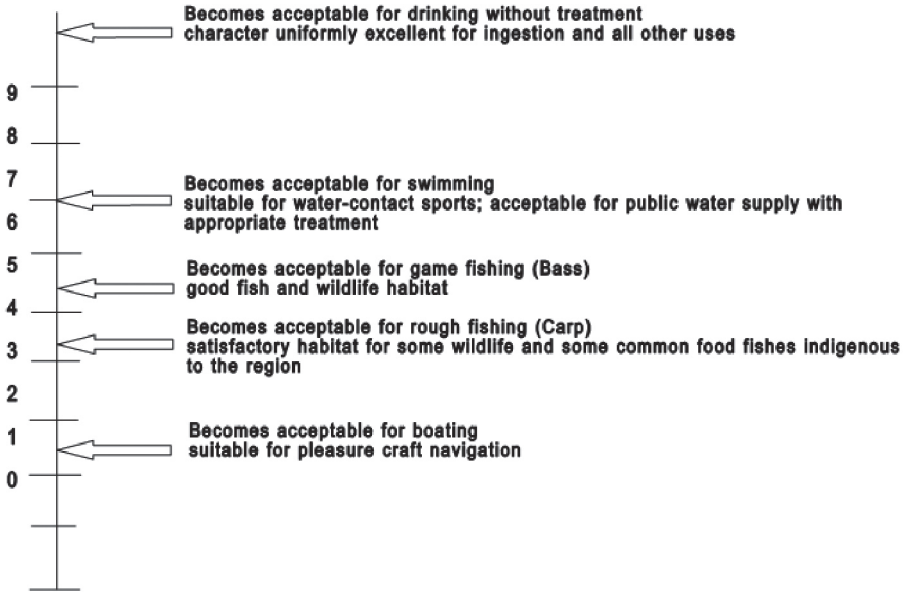 Becomes acceptable for drinking without treatment
character uniformly excellent for ingestion and all other uses
9
8
7
Becomes acceptable for swimming
suitable for water-contact sports; acceptable for public water supply with
6
appropriate treatment
5
Becomes acceptable for game fishing (Bass)
good fish and wildlife habitat
4
Becomes acceptable for rough fishing (Carp)
3
satisfactory habitat for some wildlife and some common food fishes indigenous
to the region
2
1
Becomes acceptable for boating
suitable for pleasure craft navigation
0